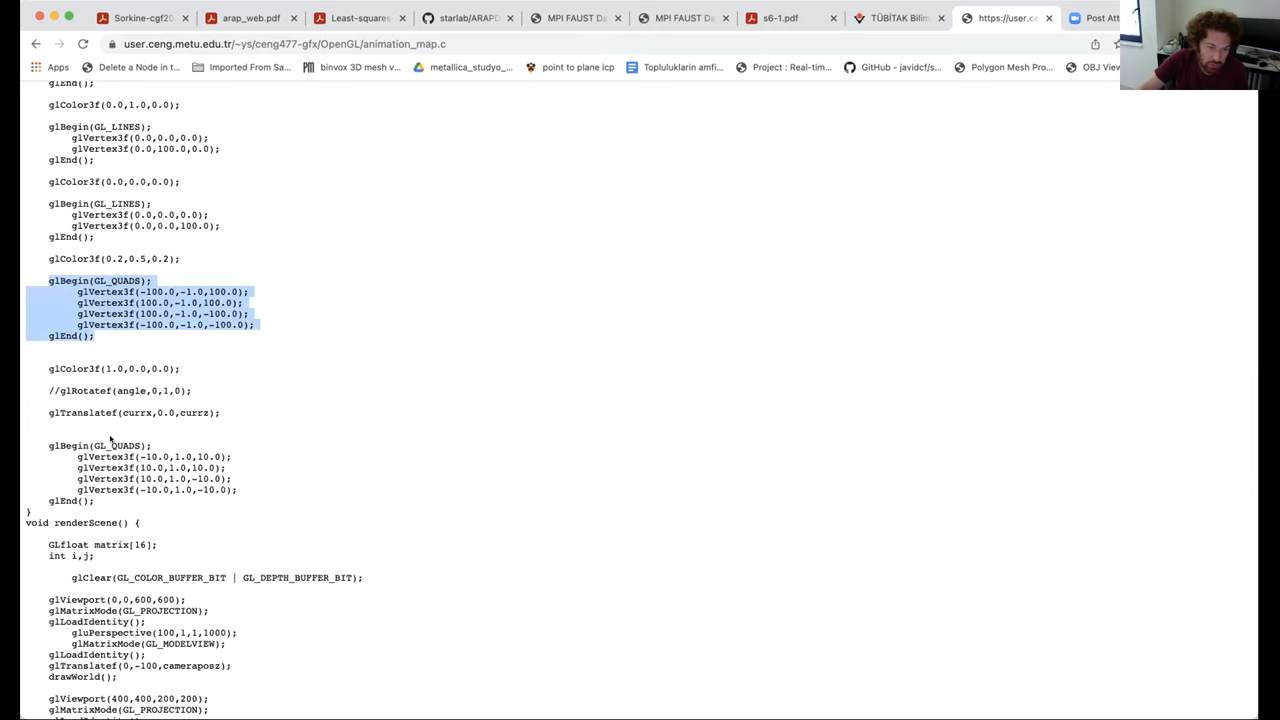 Sorkine-cgf20
arap_web.pdf
Least-squares
starlab/ARAPD
MPI FAUST Da
MPI FAUST Da
s6-1.pdf
TÜBİTAK Bilim
https://user.ce
Post Att
user.ceng.metu.edu.tr/~ys/ceng477-gfx/OpenGL/animation_map.c
Apps
Delete a Node in t...
Imported From Sa...
binvox 3D mesh v...
metallica_studyo_...
point to plane icp
Topluluklarin amfi...
Project : Real-tim...
GitHub - javidcf/s...
Polygon Mesh Pro...
OBJ View
glEnd();
glColor3f(0.0,1.0,0.0);
glBegin(GL_LINES);
glVertex3f(0.0,0.0,0.0);
glVertex3f(0.0,100.0,0.0);
glEnd();
glColor3f(0.0,0.0,0.0);
glBegin(GL_LINES);
glVertex3f(0.0,0.0,0.0);
glVertex3f(0.0,0.0,100.0);
glEnd();
glColor3f(0.2,0.5,0.2);
glBegin(GL_QUADS);
glVertex3f(-100.0,-1.0,100.0);
glVertex3f(100.0,-1.0,100.0);
glVertex3f(100.0,-1.0,-100.0);
glVertex3f(-100.0,-1.0,-100.0);
glEnd();
glColor3f(1.0,0.0,0.0);
//glRotatef(angle,0,1,0);
glTranslatef(currx,0.0,currz);
glBegin(GL_QUADS);
glVertex3f(-10.0,1.0,10.0);
glVertex3f(10.0,1.0,10.0);
glVertex3f(10.0,1.0,-10.0);
glVertex3f(-10.0,1.0,-10.0);
glEnd();
}
void renderScene() {
GLfloat matrix[16];
int i,j;
glClear(GL_COLOR_BUFFER_BIT | GL_DEPTH_BUFFER_BIT);
glViewport(0,0,600,600);
glMatrixMode(GL_PROJECTION);
glLoadIdentity();
gluPerspective(100,1,1,1000);
glMatrixMode(GL_MODELVIEW);
glLoadIdentity();
glTranslatef(0,-100,cameraposz);
drawWorld();
glViewport(400,400,200,200);
glMatrixMode(GL_PROJECTION);